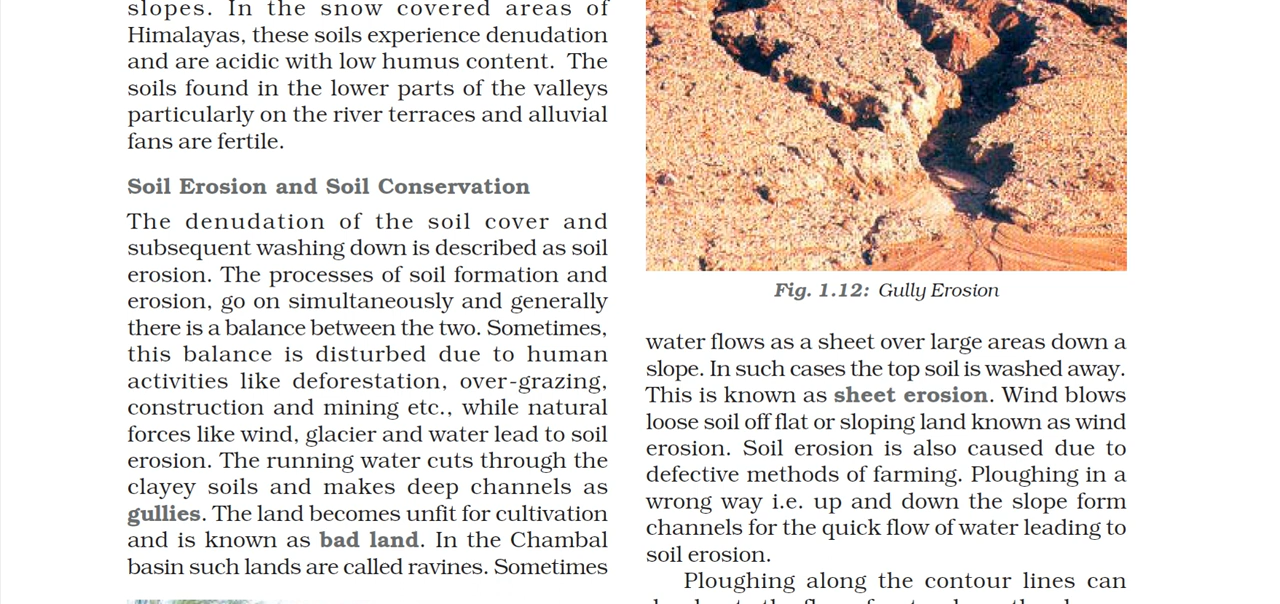 slopes. In the snow covered areas of
Himalayas, these soils experience denudation
and are acidic with low humus content. The
soils found in the lower parts of the valleys
particularly on the river terraces and alluvial
fans are fertile.
Soil Erosion and Soil Conservation
The denudation of the soil cover and
subsequent washing down is described as soil
erosion. The processes of soil formation and
erosion, go on simultaneously and generally
there is a balance between the two. Sometimes,
this balance is disturbed due to human
activities like deforestation, over-grazing,
construction and mining etc., while natural
forces like wind, glacier and water lead to soil
erosion. The running water cuts through the
clayey soils and makes deep channels as
gullies. The land becomes unfit for cultivation
and is known as bad land. In the Chambal
basin such lands are called ravines. Sometimes
Fig. 1.12: Gully Erosion
water flows as a sheet over large areas down a
slope. In such cases the top soil is washed away.
This is known as sheet erosion. Wind blows
loose soil off flat or sloping land known as wind
erosion. Soil erosion is also caused due to
defective methods of farming. Ploughing in a
wrong way i.e. up and down the slope form
channels for the quick flow of water leading to
soil erosion.
Ploughing along the contour lines can